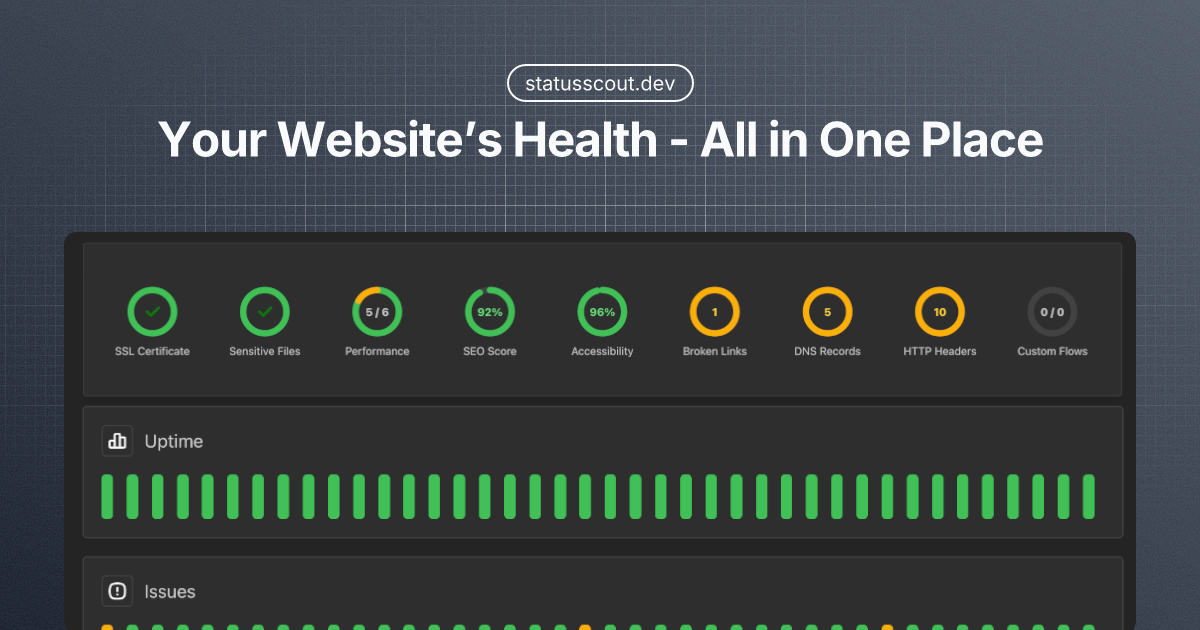 statusscout.dev
Your Website’s Health - All in One Place
5 / 6
92%
96%
1
5
10
0 / 0
SSL Certificate
Sensitive Files
Performance
SEO Score
Accessibility
Broken Links
DNS Records
HTTP Headers
Custom Flows
Uptime
Issues